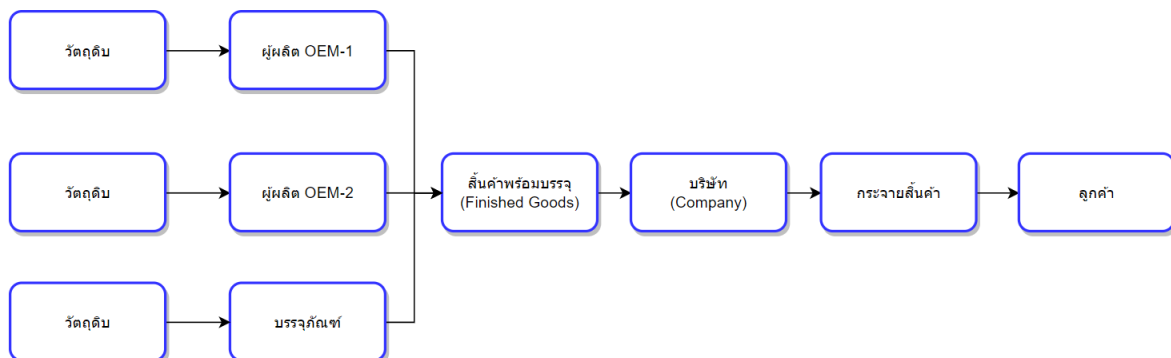 วัตถุดิบ
ผู้ผลิต OEM-1
วัตถุดิบ
ผู้ผลิต OEM-2
สิ้นค้าพร้อมบรรจุ
(Finished Goods)
บริษัท
(Company)
กระจายสิ้นค้า
ลูกค้า
วัตถุดิบ
บรรจุภัณฑ์